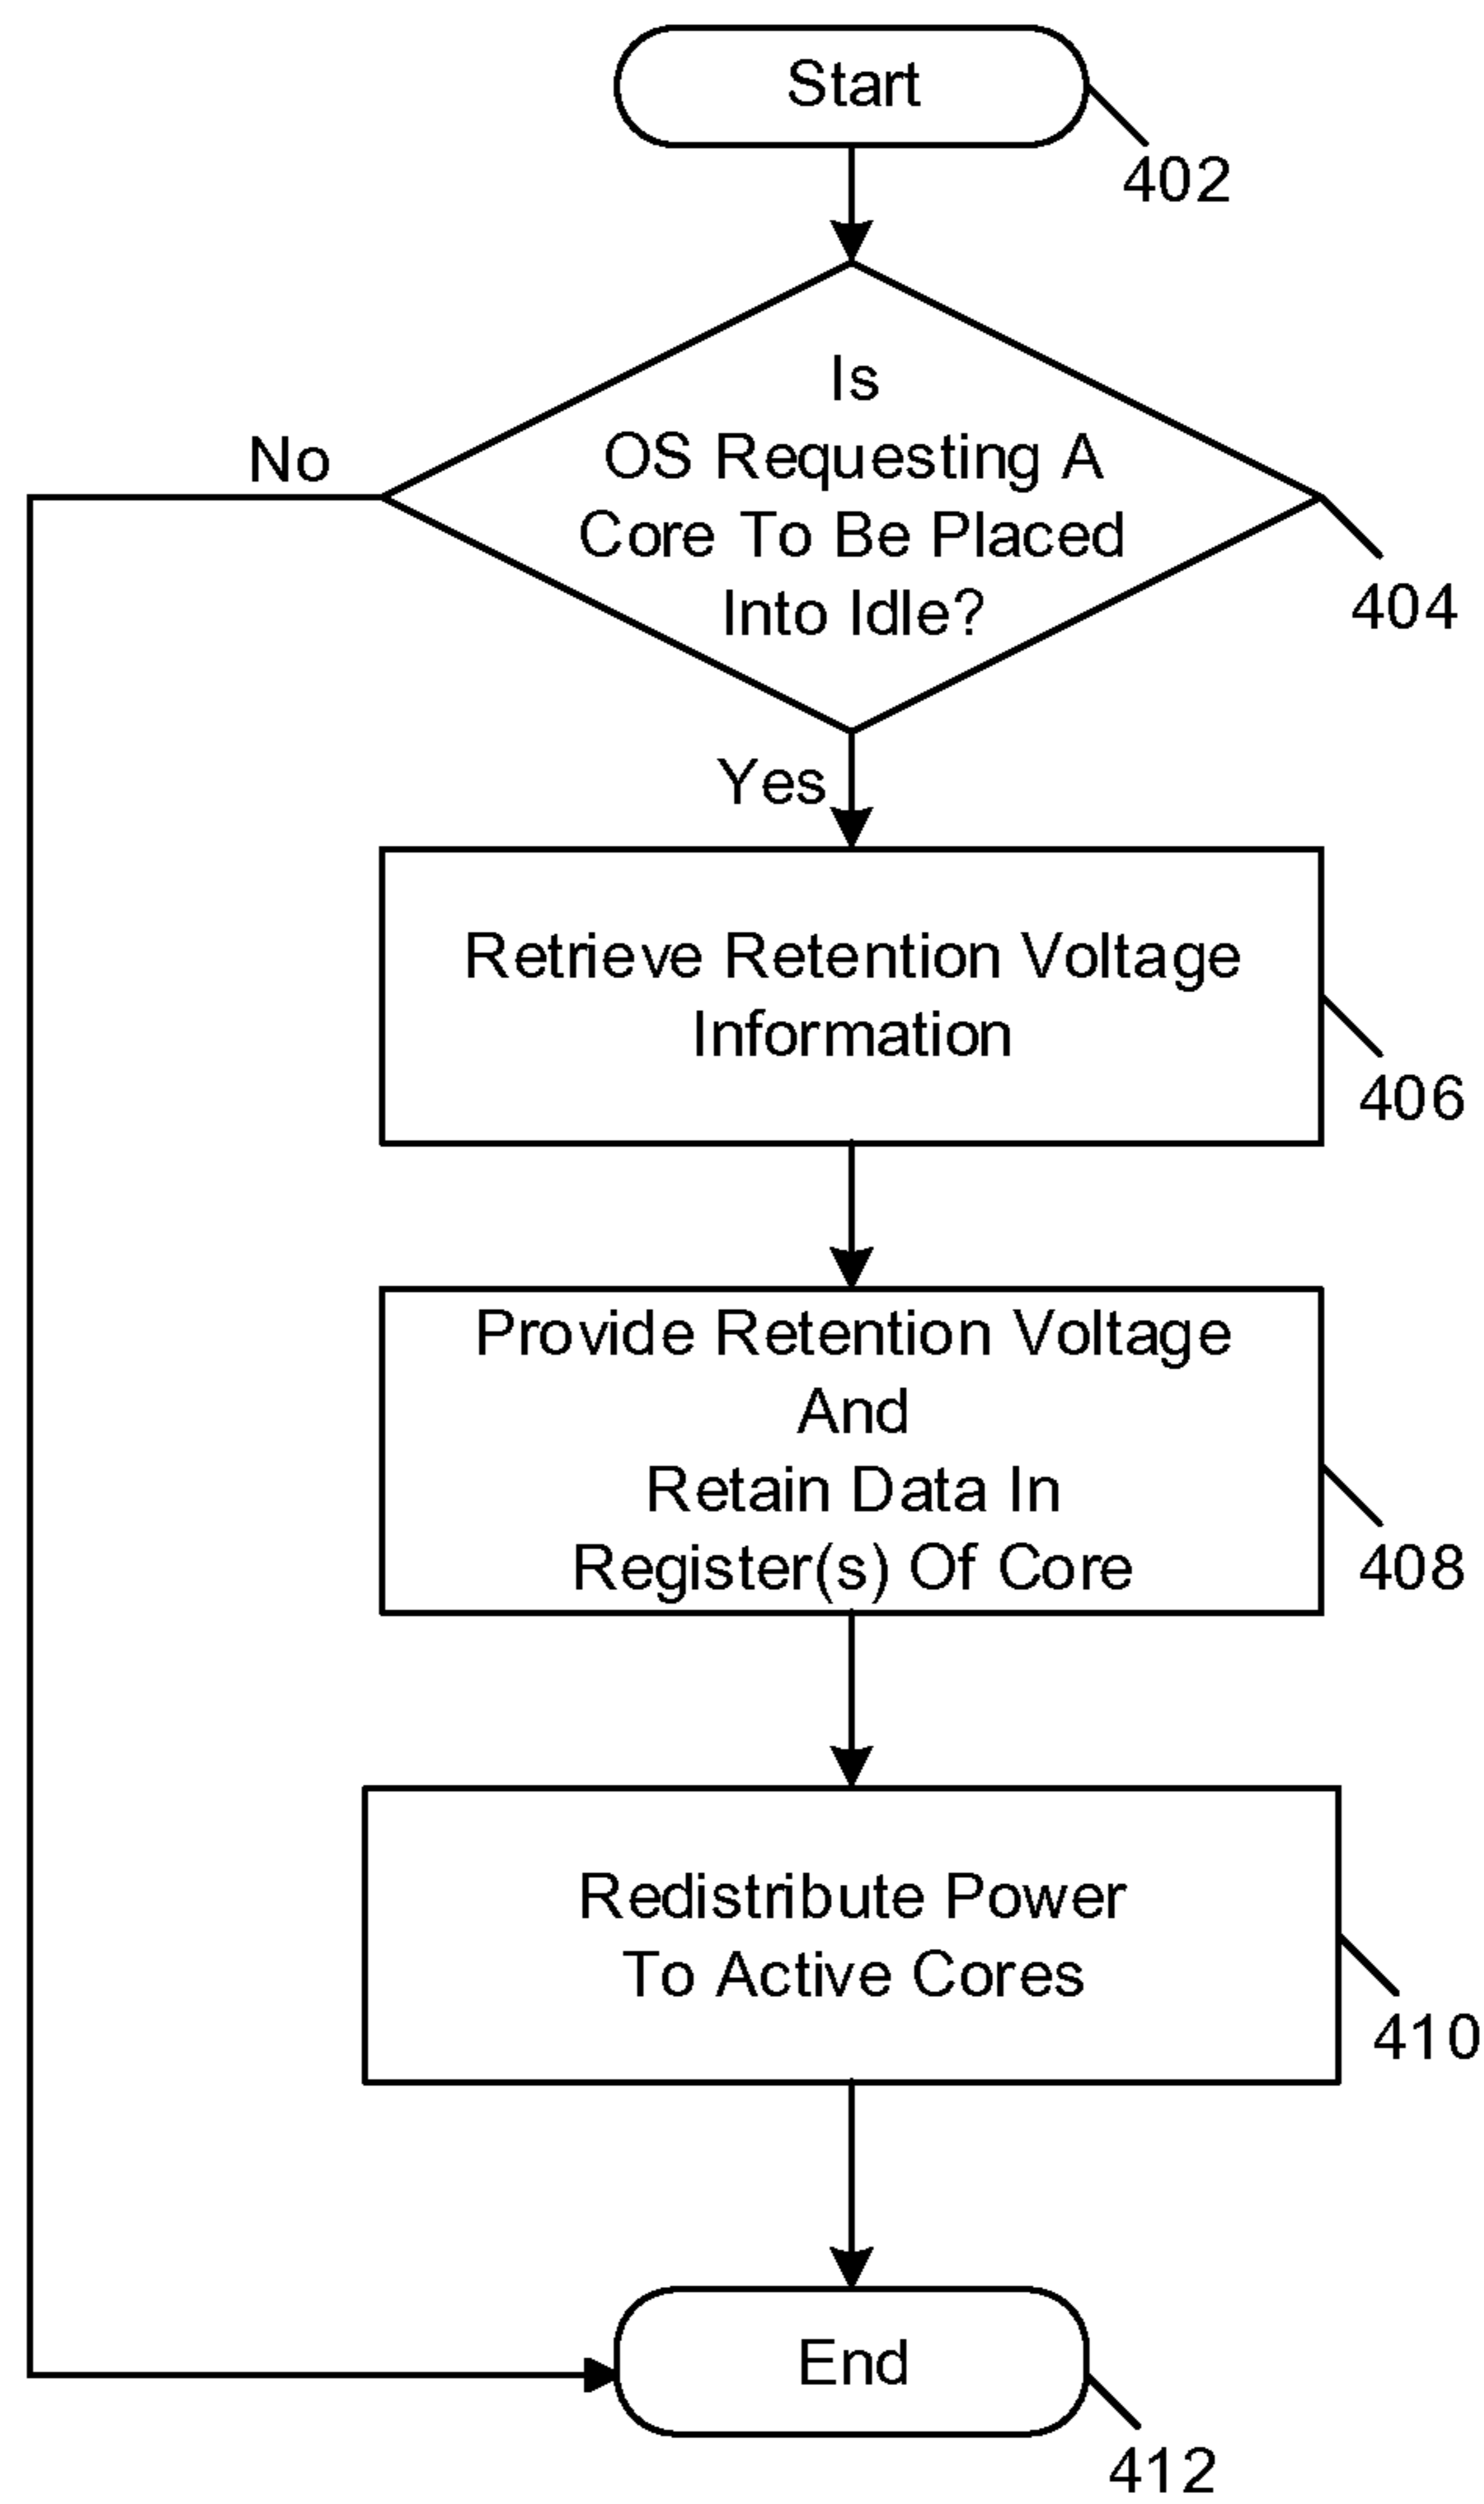 Start
402
Is
OS Requesting A
Core To Be Placed
Into Idle?
No
404
Yes
Retrieve Retention Voltage
Information
406
Provide Retention Voltage
And
Retain Data In
Register(s) Of Core
408
Redistribute Power
To Active Cores
410
End
412